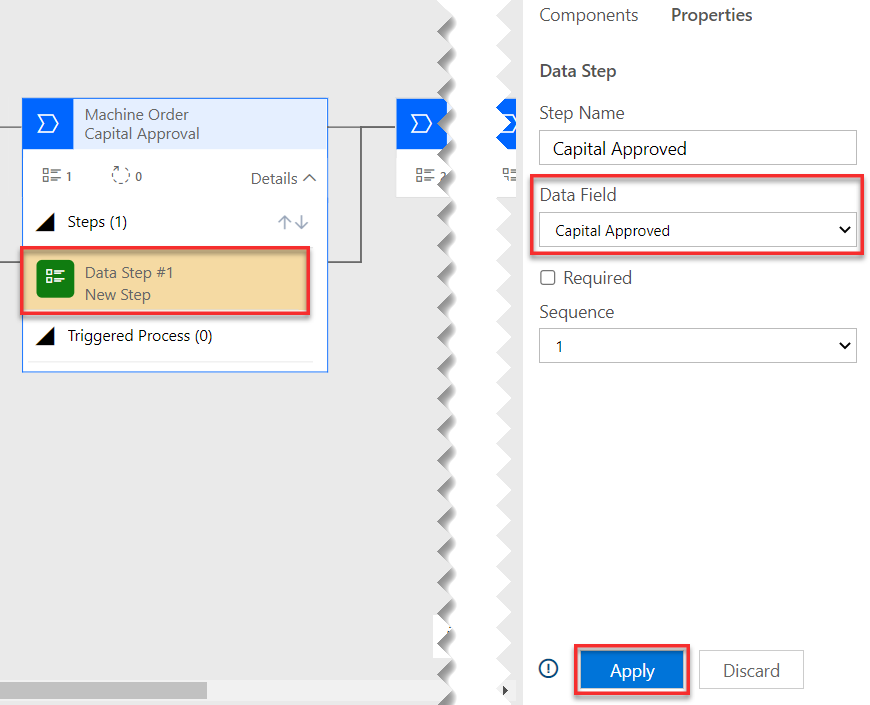 Components Properties
Machine Order
Capital Approval
1 0 Details
Steps (1)
Data Step #1
New Step
Triggered Process (0)
Data Step
Step Name
Capital Approved
Data Field
Capital Approved
Required
Sequence
1
Apply Discard